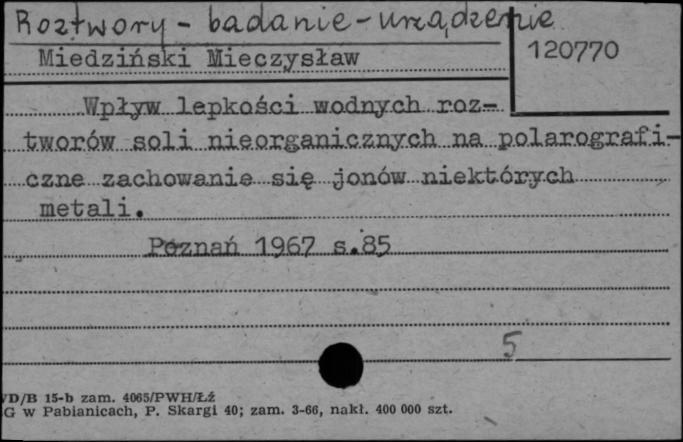 Roztwory - badanie - urządzenie
Miedziński Mieczysław
120770
Wpływ lepkości wodnych roz-
tworów soli nieorganicznych na polarografi-
czne zachowanie się jonów niektórych
metali.
Poznań 1967 s.85
5
VD/B 15-b zam. 4065/PWH/Łź
G w Pabianicach, P. Skargi 40; zam. 3-66, nakł. 400 000 szt.